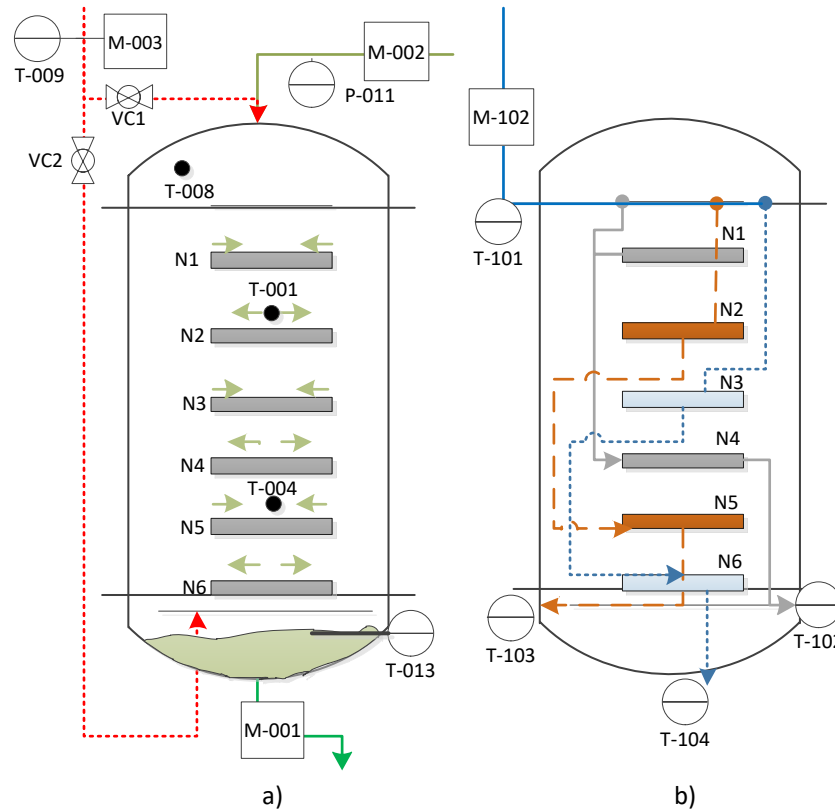 M-003
T-009
VC1
VC2
M-002
P-011
T-008
N1
T-001
N2
N3
N4
T-004
N5
N6
T-013
M-001
a)
M-102
T-101
N1
N2
N3
N4
N5
N6
T-103
T-102
T-104
b)